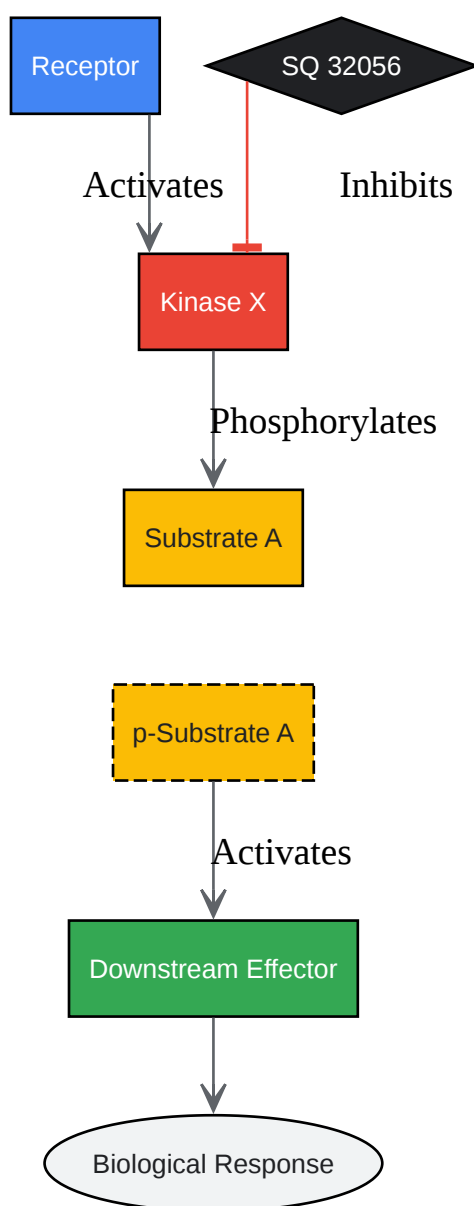 Receptor
SQ 32056
Activates
Inhibits
Kinase X
Phosphorylates
Substrate A
p-Substrate A
Activates
Downstream Effector
Biological Response